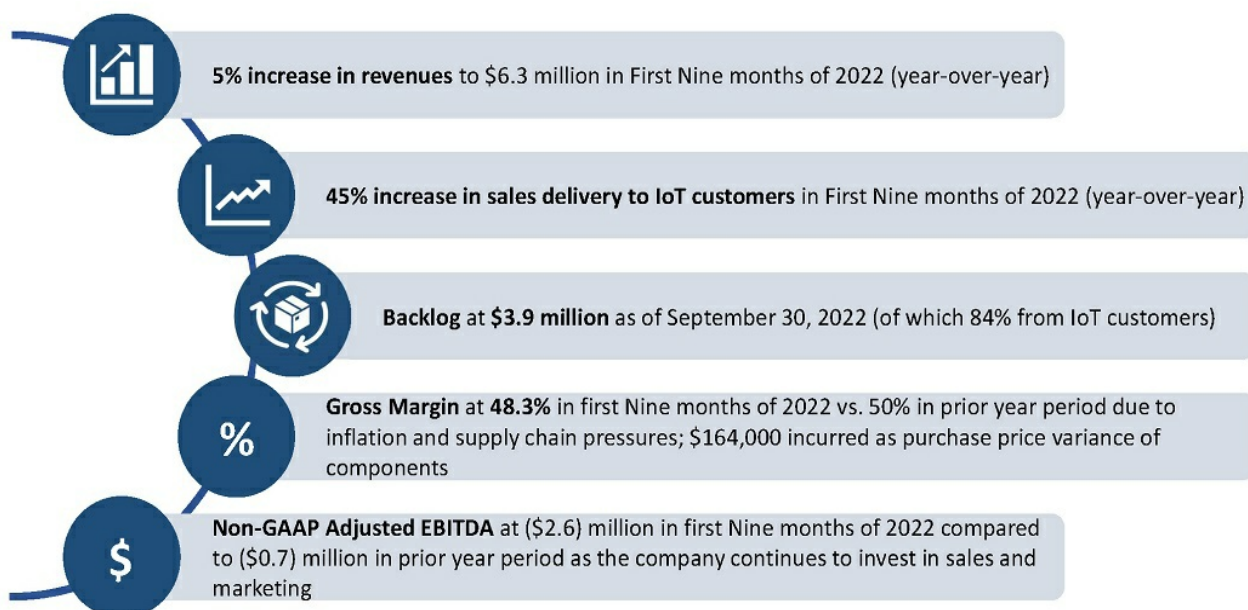 5% increase in revenues to $6.3 million in First Nine months of 2022 (year-over-year)
45% increase in sales delivery to IoT customers in First Nine months of 2022 (year-over-year)
Backlog at $3.9 million as of September 30, 2022 (of which 84% from IoT customers)
%
Gross Margin at 48.3% in first Nine months of 2022 vs. 50% in prior year period due to
inflation and supply chain pressures; $164,000 incurred as purchase price variance of
components
$
Non-GAAP Adjusted EBITDA at ($2.6) million in first Nine months of 2022 compared
to ($0.7) million in prior year period as the company continues to invest in sales and
marketing